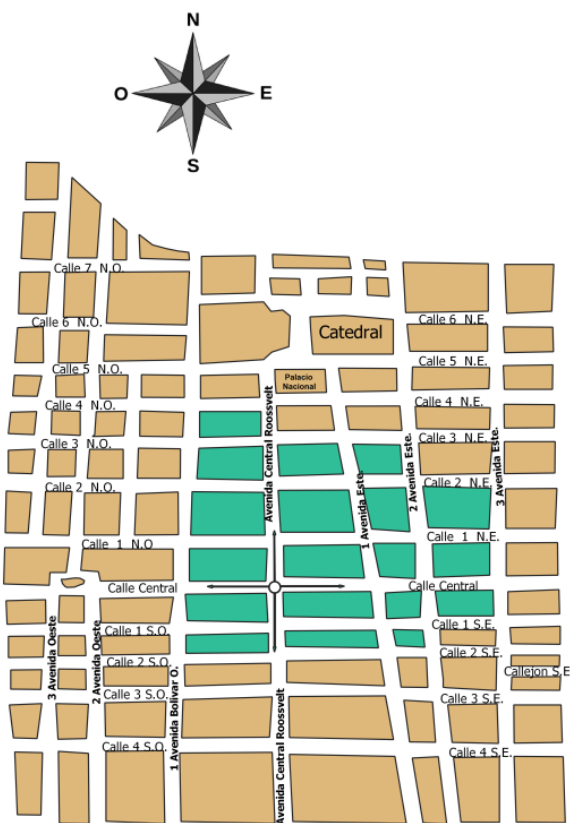 N
O
E
S
Calle 7 N.O.
Calle 6 N.O.
Calle 6 N.E.
Catedral
Calle 5 N.O.
Calle 5 N.E.
Palacio
Nacional
Calle 4 N.O.
Calle 4 N.E.
Avenida Central Roossvelt
Calle 3 N.O.
Calle 3 N.E.
2 Avenida Este.
3 Avenida Este.
Calle 2 N.O.
Calle 2 N.E.
1 Avenida Este.
Calle 1 N.O
Calle 1 N.E.
Calle Central
Calle Central
Calle 1 S.O.
Calle 1 S.E.
3 Avenida Oeste
2 Avenida Oeste
Calle 2 S.O.
Calle 2 S.E.
Callejon S.E
1 Avenida Bolivar O.
Calle 3 S.O.
Calle 3 S.E.
Avenida Central Roossvelt
Calle 4 S.O.
Calle 4 S.E.